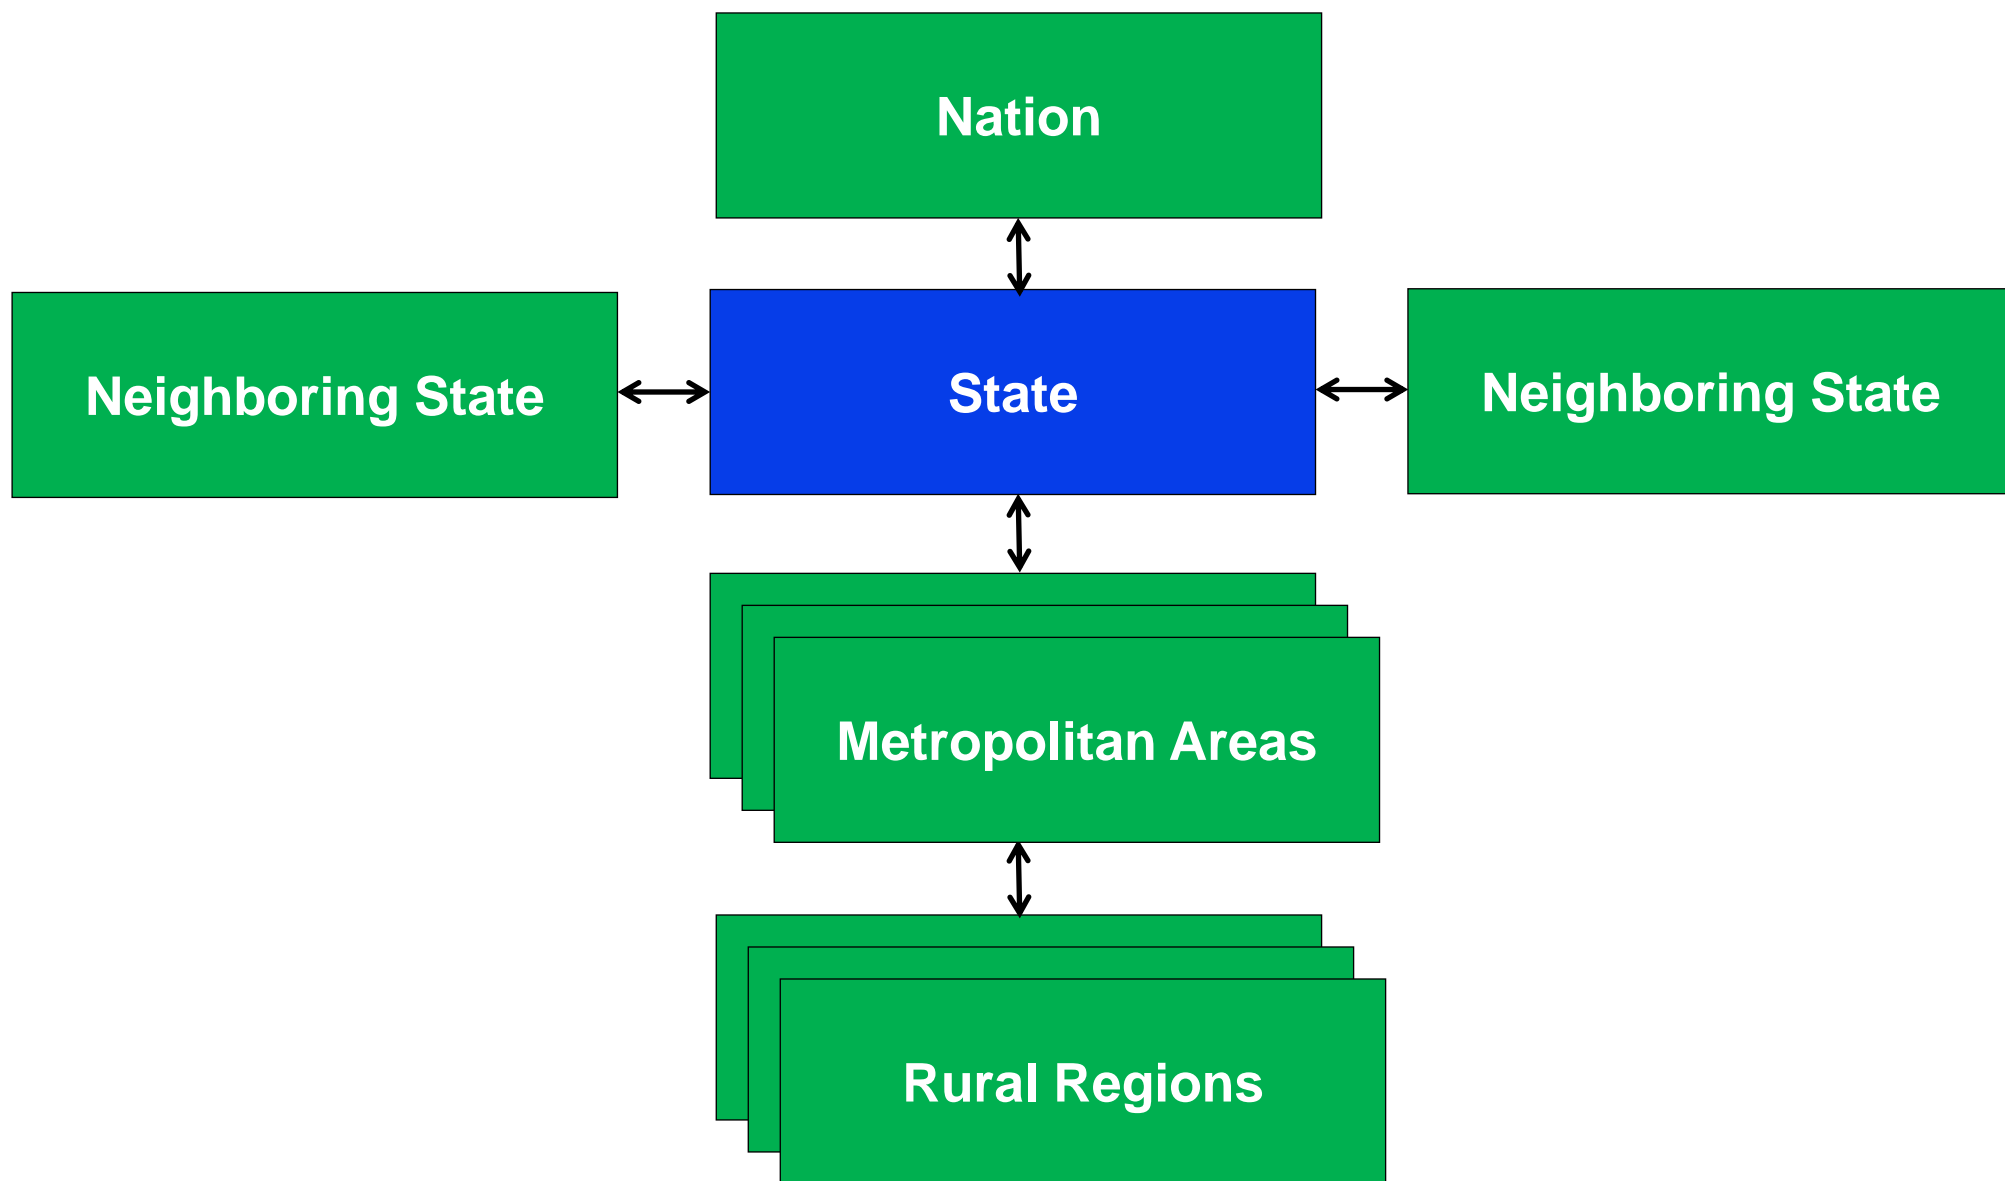 Nation
Neighboring State
State
Neighboring State
Metropolitan Areas
Rural Regions